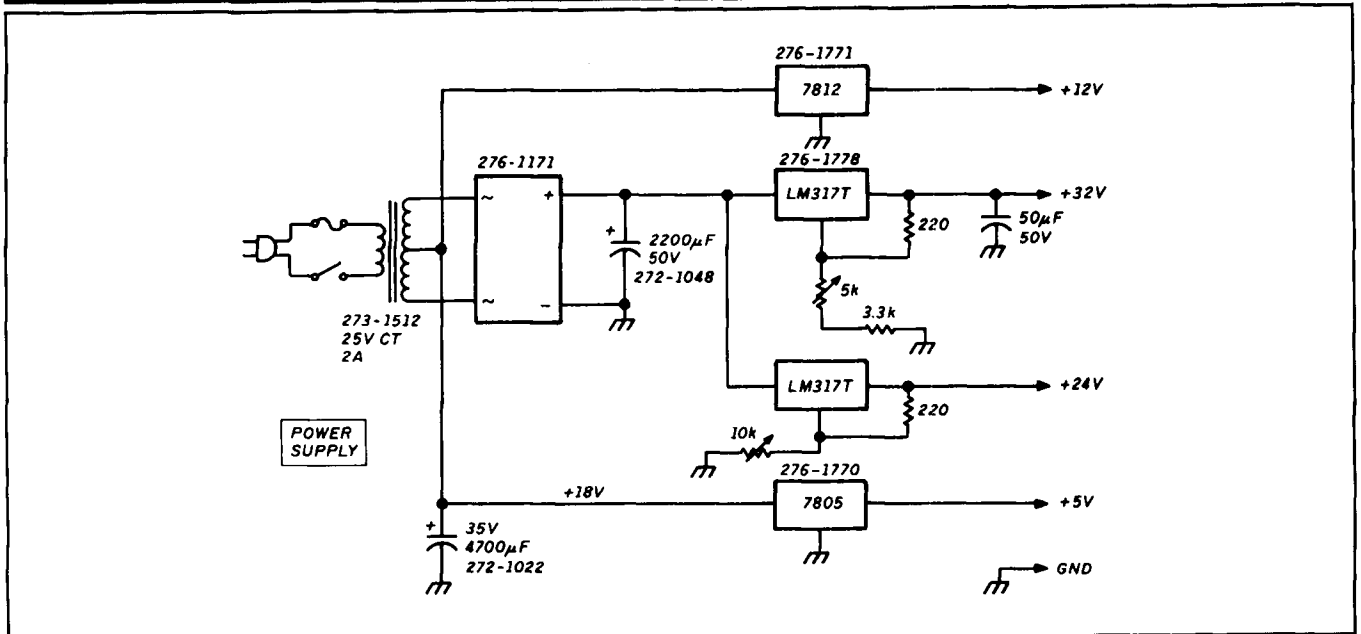 276-1771
7812
+12V
276-1171
~
+
~
-
276-1778
LM317T
+32V
220
50μF
50V
+
2200μF
50V
272-1048
5k
3.3k
273-1512
25V CT
2A
LM317T
+24V
220
10k
POWER
SUPPLY
276-1770
+18V
7805
+5V
+
35V
4700μF
272-1022
GND